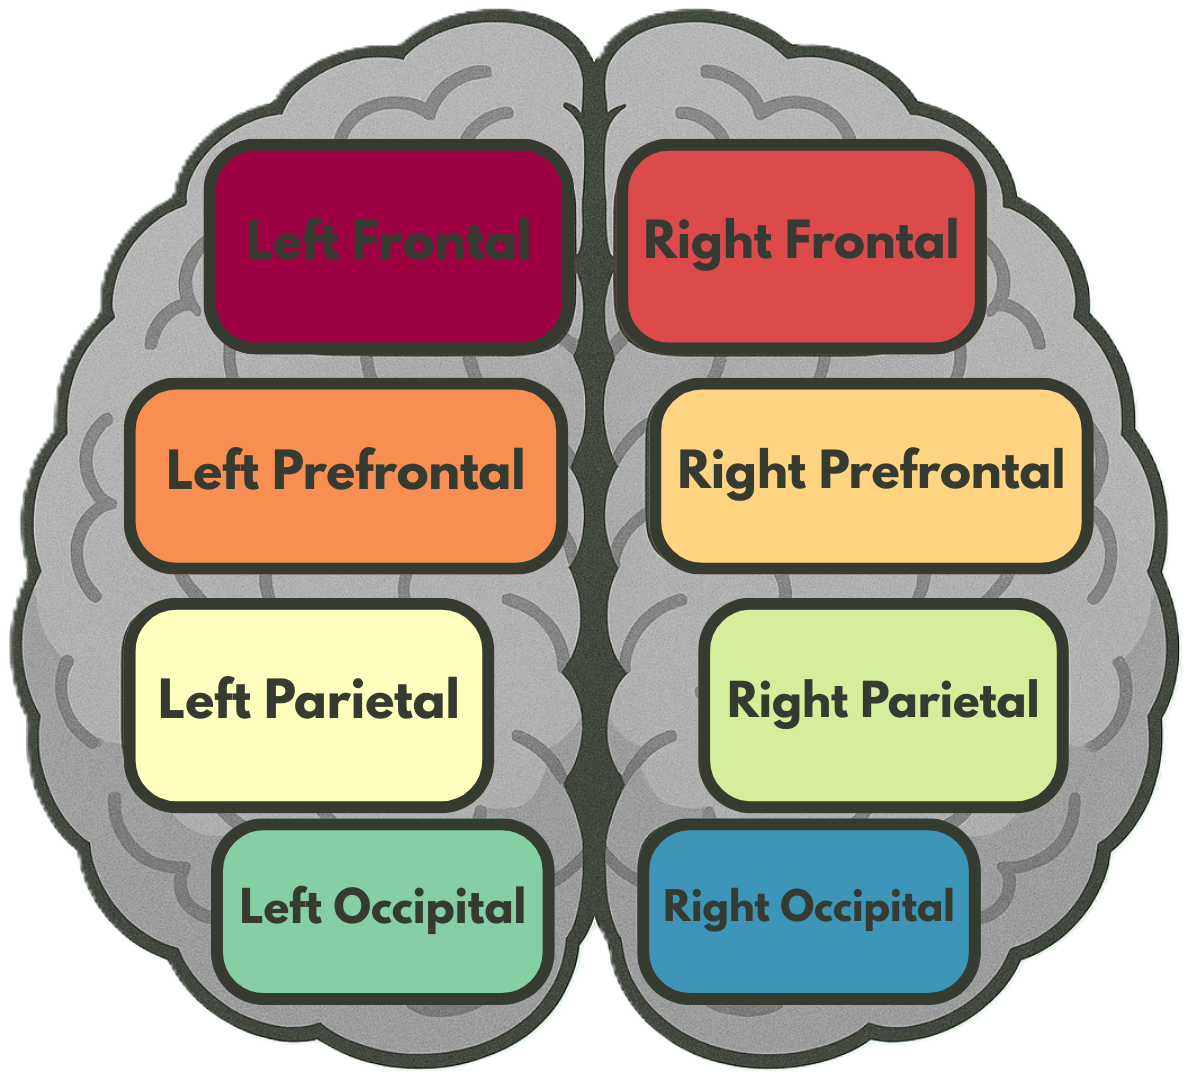 Left Frontal
Right Frontal
Left Prefrontal
Right Prefrontal
Left Parietal
Right Parietal
Left Occipital
Right Occipital